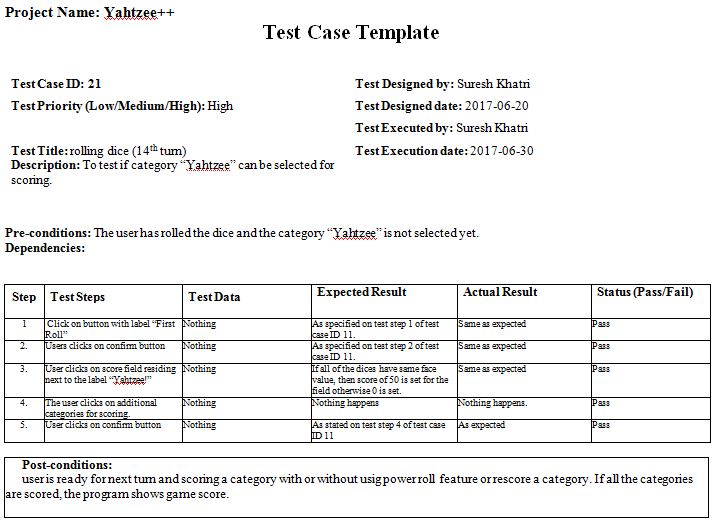 Project Name: Yahtzee++
Test Case Template
Test Case ID: 21
Test Designed by: Suresh Khatri
Test Priority (Low/Medium/High): High
Test Designed date: 2017-06-20
Test Executed by: Suresh Khatri
Test Title: rolling dice (14th turn)
Test Execution date: 2017-06-30
Description: To test if category “Yahtzee” can be selected for
scoring.
Pre-conditions: The user has rolled the dice and the category “Yahtzee” is not selected yet.
Dependencies:
Step Test Steps Test Data Expected Result Actual Result Status (Pass/Fail)
1 Click on button with label “First Nothing As specified on test step 1 of test Same as expected Pass
Roll” case ID 11.
2. Users clicks on confirm button Nothing As specified on test step 2 of test Same as expected Pass
case ID 11.
3. User clicks on score field residing Nothing If all of the dices have same face Same as expected Pass
next to the label “Yahtzee!” value, then score of 50 is set for the
field otherwise 0 is set.
4. The user clicks on additional Nothing Nothing happens Nothing happens. Pass
categories for scoring.
5. User clicks on confirm button Nothing As stated on test step 4 of test case As expected Pass
ID 11
Post-conditions:
user is ready for next turn and scoring a category with or without usig power roll feature or rescore a category. If all the categories
are scored, the program shows game score.